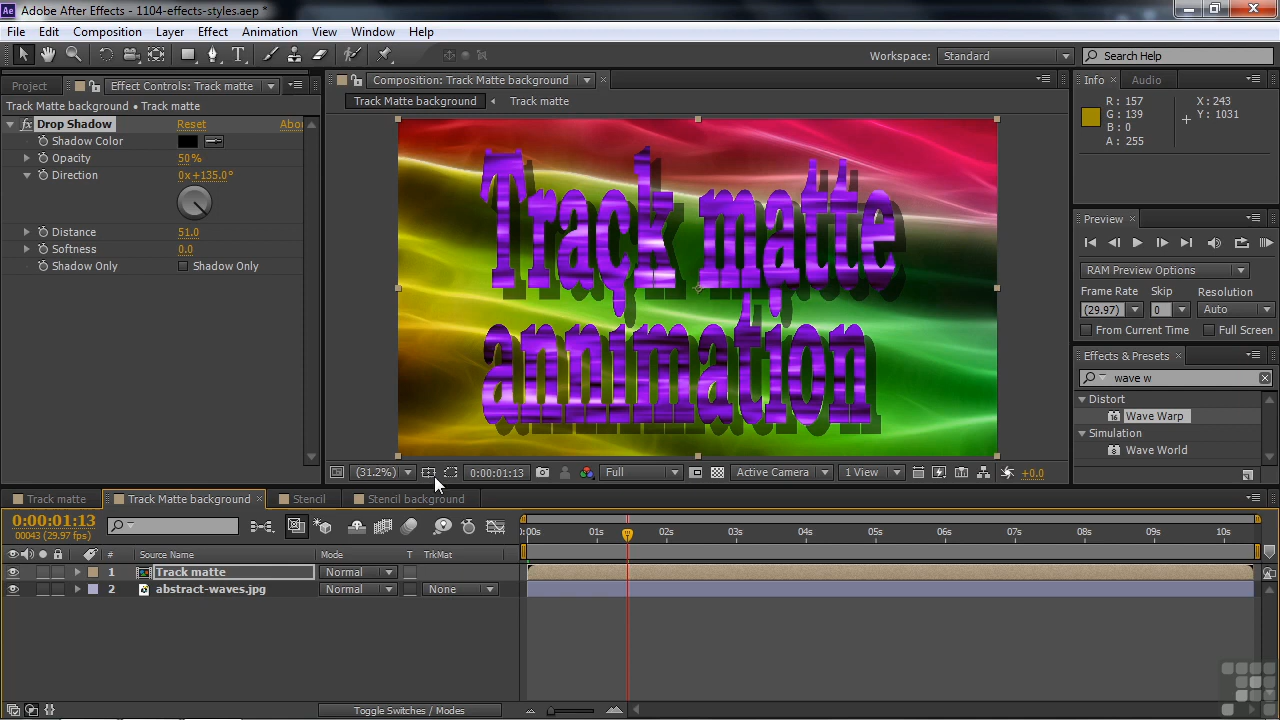 Ae Adobe After Effects - 1104-effects-styles.aep *
File Edit Composition Layer Effect Animation View Window Help
Workspace: Standard Search Help
Project Effect Controls: Track matte
Composition: Track Matte background
Info Audio
Track Matte background • Track matte
Track Matte background Track matte
fx Drop Shadow Reset Abou
Shadow Color
Opacity 50%
Direction 0x+135.0°
Distance 51.0
Softness 0.0
Shadow Only Shadow Only
Track matte
annimation
R: 157 X: 243
G: 139 Y: 1031
B: 0
A: 255
Preview
RAM Preview Options
Frame Rate Skip Resolution
(29.97) 0 Auto
From Current Time Full Screen
Effects & Presets
wave w
Distort
16 Wave Warp
Simulation
8 Wave World
(31.2%) 0:00:01:13 Full Active Camera 1 View +0.0
Track matte Track Matte background Stencil Stencil background
0:00:01:13
00043 (29.97 fps)
:00s 01s 02s 03s 04s 05s 06s 07s 08s 09s 10s
# Source Name Mode T TrkMat
1 Track matte Normal
2 abstract-waves.jpg Normal None
Toggle Switches / Modes